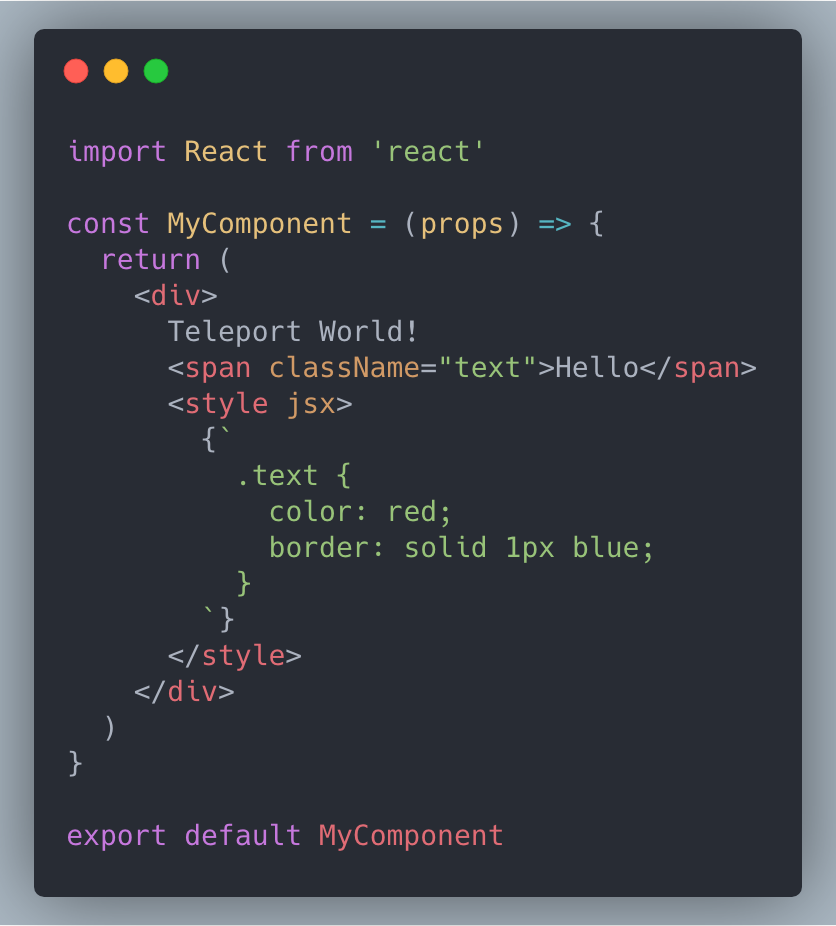 import React from 'react'

const MyComponent = (props) => {
  return (
    <div>
      Teleport World!
      <span className="text">Hello</span>
      <style jsx>
        {`
          .text {
            color: red;
            border: solid 1px blue;
          }
        `}
      </style>
    </div>
  )
}

export default MyComponent